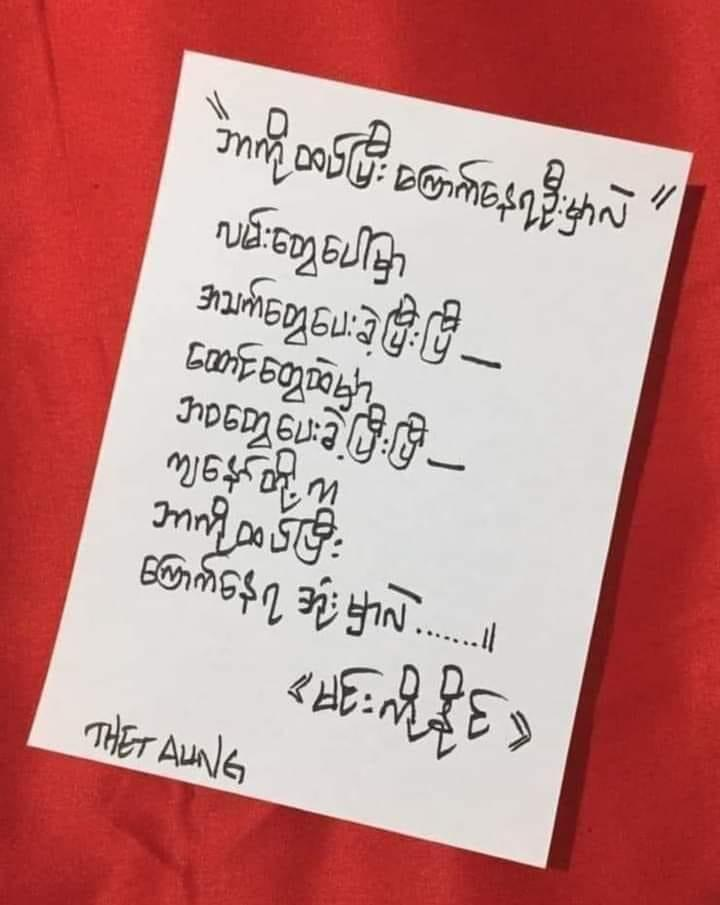 "ဘာကို ထပ်ပြီး ကြောက်နေရဦးမှာလဲ"
လမ်းတွေပေါ်မှာ
အသက်တွေပေးခဲ့ပြီးပြီ —
ထောင်တွေထဲမှာ
ဘဝတွေပေးခဲ့ပြီးပြီ —
ကျနော်တို့က
ဘာကို ထပ်ပြီး
ကြောက်နေရ အုံးမှာလဲ.......။
《မင်းကိုနိုင်》
THET AUNG